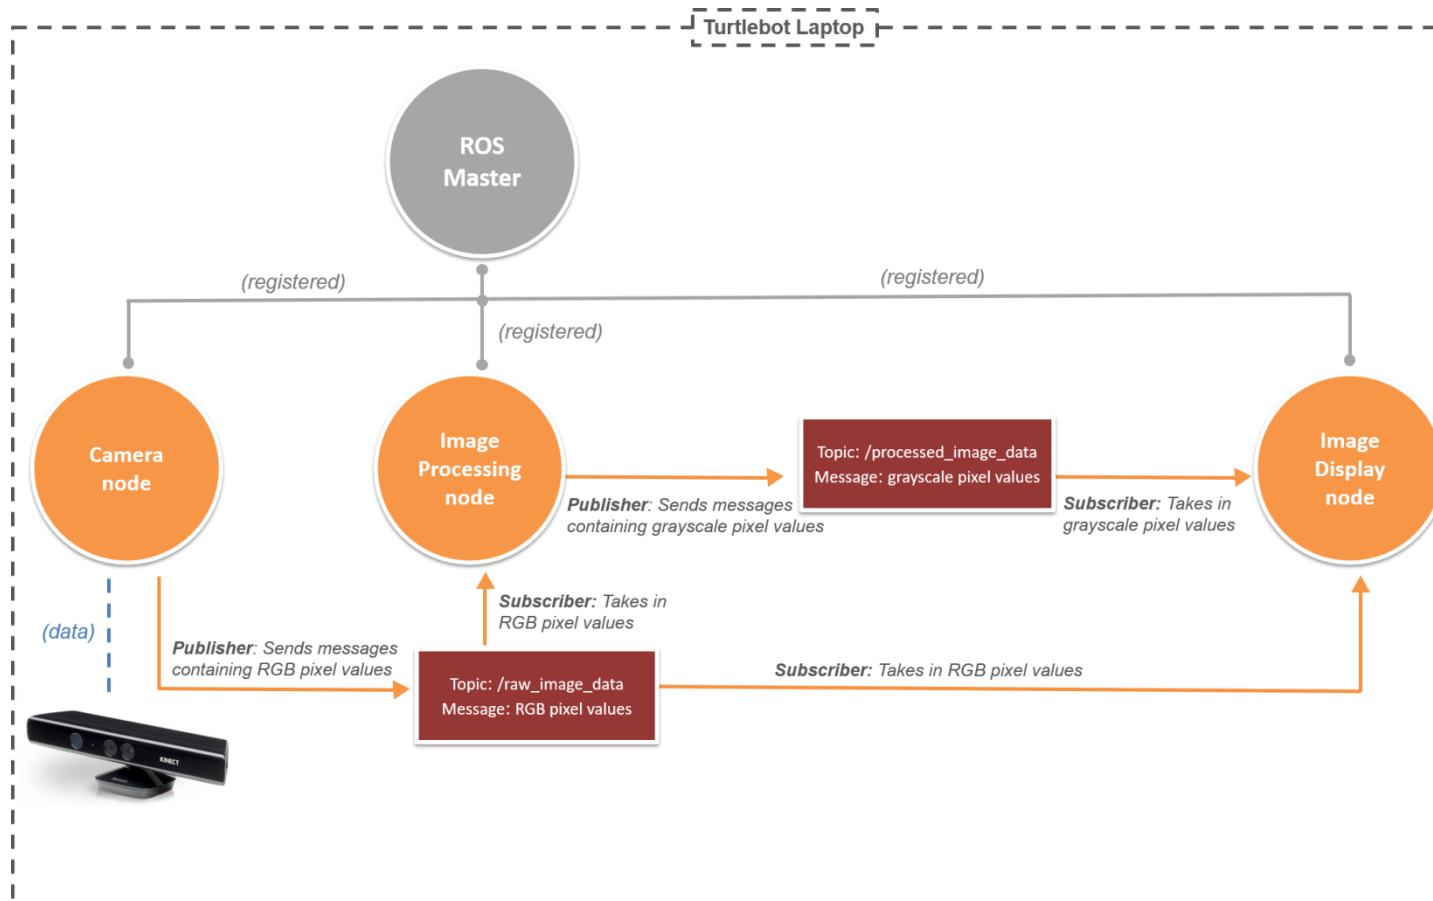 Turtlebot Laptop
ROS
Master
(registered)
(registered)
(registered)
Camera
node
Image
Processing
node
Topic: /processed_image_data
Message: grayscale pixel values
Image
Display
node
Publisher: Sends messages
containing grayscale pixel values
Subscriber: Takes in
grayscale pixel values
(data)
Publisher: Sends messages
containing RGB pixel values
Subscriber: Takes in
RGB pixel values
Topic: /raw_image_data
Message: RGB pixel values
Subscriber: Takes in RGB pixel values
KINECT